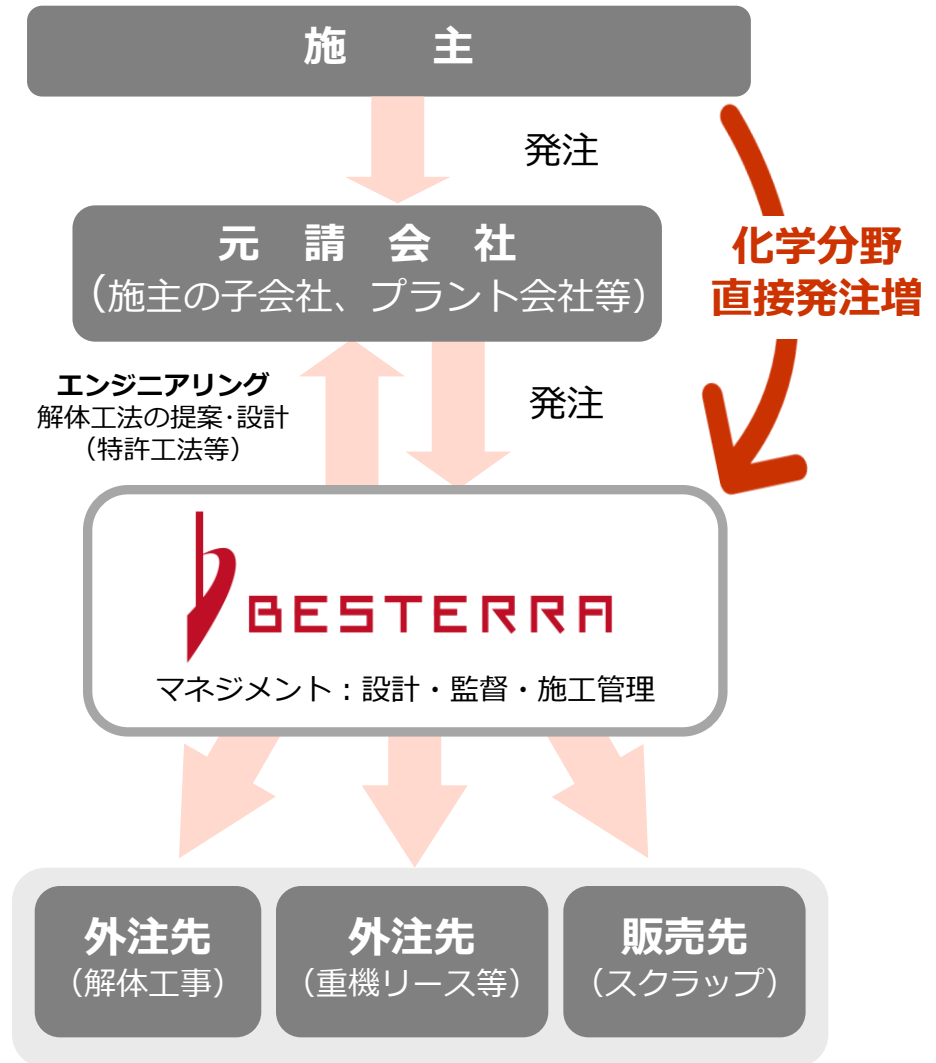 施 主
発注
化学分野
直接発注増
元 請 会 社
（施主の子会社、プラント会社等）
エンジニアリング
解体工法の提案・設計
（特許工法等）
発注
BESTERRA
マネジメント：設計・監督・施工管理
外注先
（解体工事）
外注先
（重機リース等）
販売先
（スクラップ）